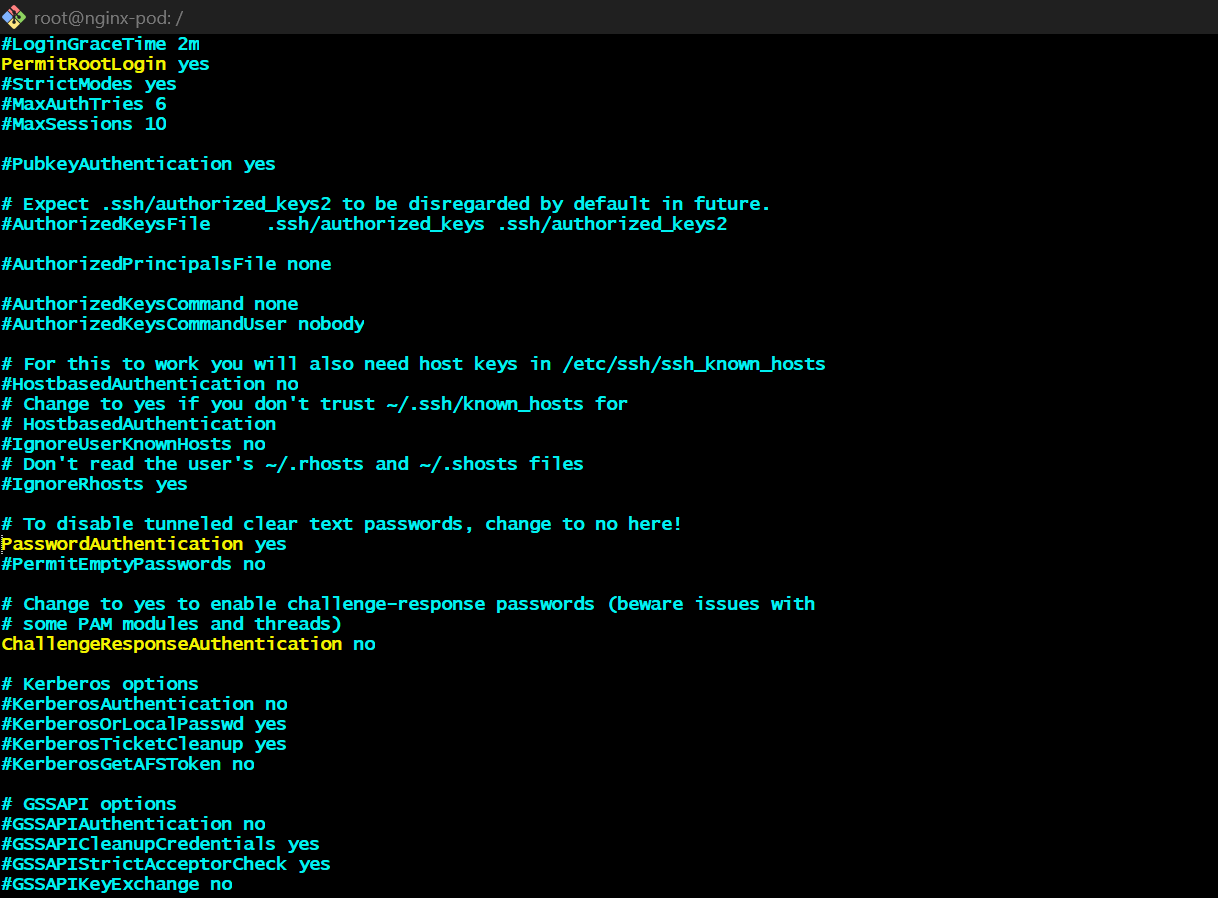 root@nginx-pod: /
#LoginGraceTime 2m
PermitRootLogin yes
#StrictModes yes
#MaxAuthTries 6
#MaxSessions 10
#PubkeyAuthentication yes
# Expect .ssh/authorized_keys2 to be disregarded by default in future.
#AuthorizedKeysFile     .ssh/authorized_keys .ssh/authorized_keys2
#AuthorizedPrincipalsFile none
#AuthorizedKeysCommand none
#AuthorizedKeysCommandUser nobody
# For this to work you will also need host keys in /etc/ssh/ssh_known_hosts
#HostbasedAuthentication no
# Change to yes if you don't trust ~/.ssh/known_hosts for
# HostbasedAuthentication
#IgnoreUserKnownHosts no
# Don't read the user's ~/.rhosts and ~/.shosts files
#IgnoreRhosts yes
# To disable tunneled clear text passwords, change to no here!
PasswordAuthentication yes
#PermitEmptyPasswords no
# Change to yes to enable challenge-response passwords (beware issues with
# some PAM modules and threads)
ChallengeResponseAuthentication no
# Kerberos options
#KerberosAuthentication no
#KerberosOrLocalPasswd yes
#KerberosTicketCleanup yes
#KerberosGetAFSToken no
# GSSAPI options
#GSSAPIAuthentication no
#GSSAPICleanupCredentials yes
#GSSAPIStrictAcceptorCheck yes
#GSSAPIKeyExchange no